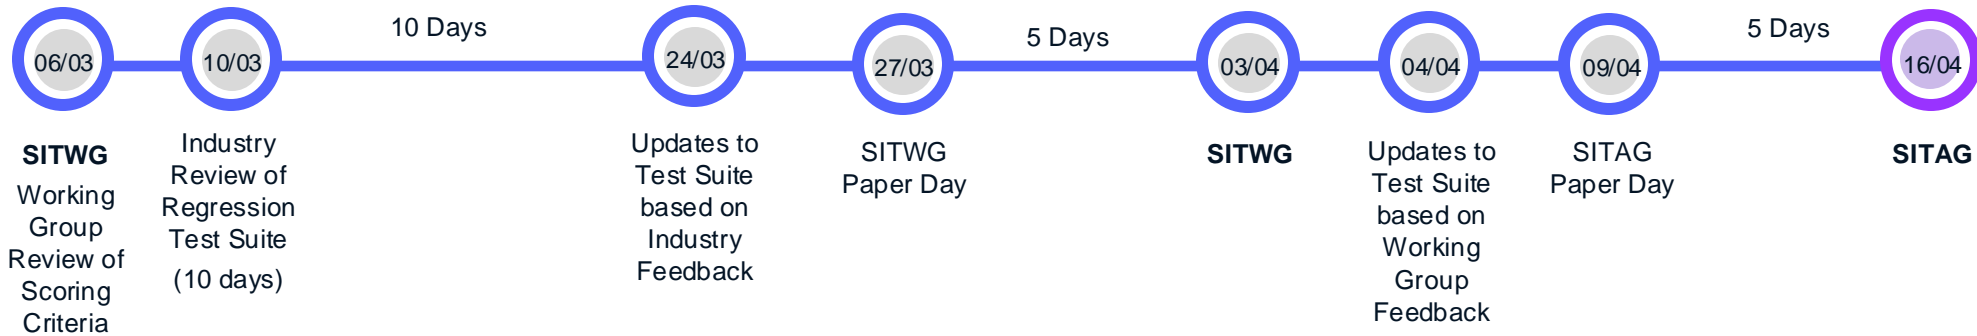 06/03
SITWG
Working
Group
Review of
Scoring
Criteria
10/03
Industry
Review of
Regression
Test Suite
(10 days)
10 Days
24/03
Updates to
Test Suite
based on
Industry
Feedback
27/03
SITWG
Paper Day
5 Days
03/04
SITWG
04/04
Updates to
Test Suite
based on
Working
Group
Feedback
09/04
SITAG
Paper Day
5 Days
16/04
SITAG